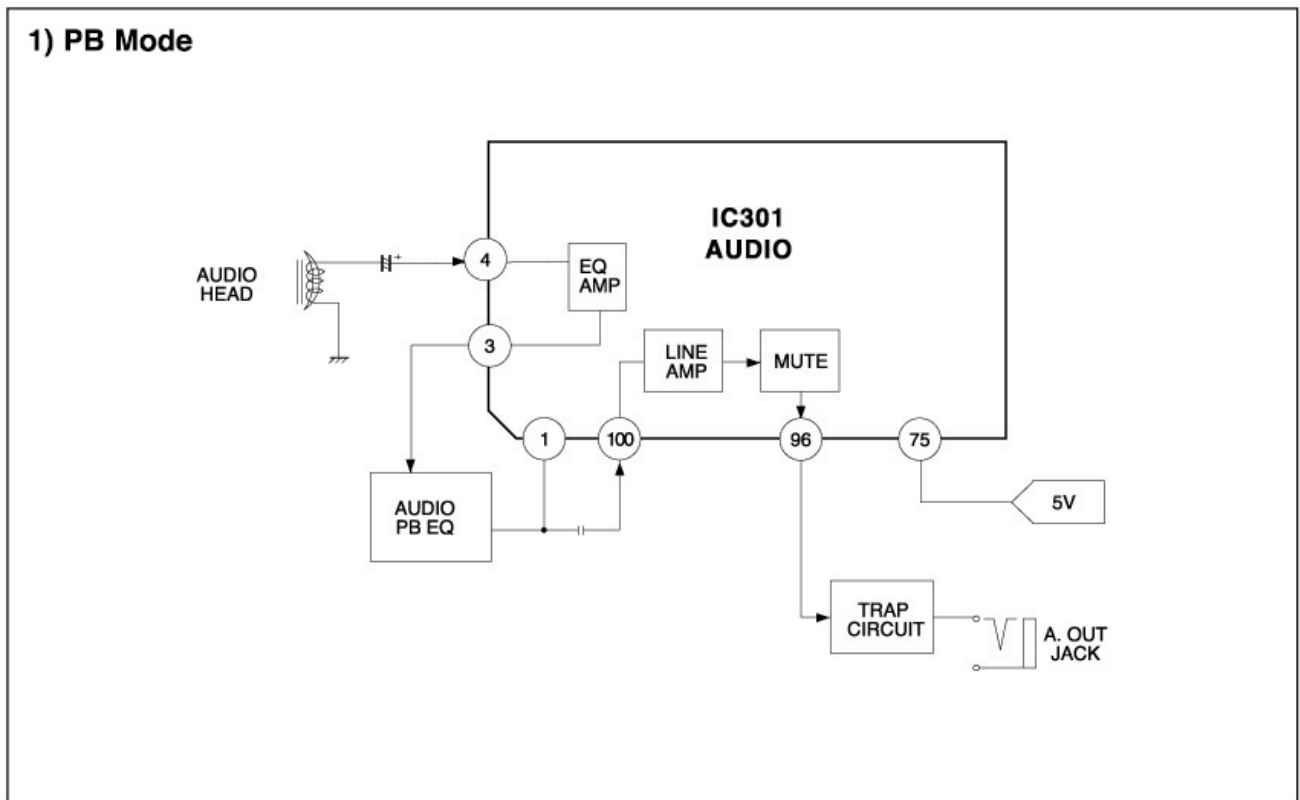 1) PB Mode
IC301
AUDIO
AUDIO
HEAD
4
EQ
AMP
3
LINE
AMP
MUTE
1
100
96
75
AUDIO
PB EQ
5V
TRAP
CIRCUIT
A. OUT
JACK
+